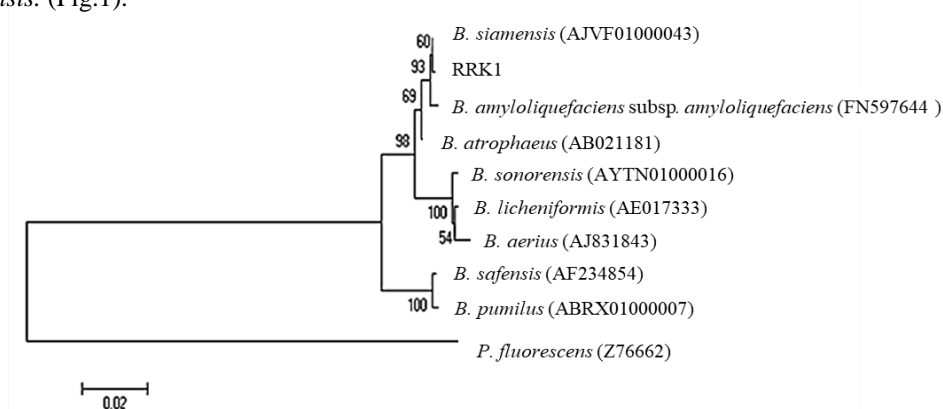 (Fig.1).
60
B. siamensis (AJVF01000043)
93
RRK1
69
B. amyloliquefaciens subsp. amyloliquefaciens (FN597644 )
98
B. atrophaeus (AB021181)
B. sonorensis (AYTN01000016)
100
B. licheniformis (AE017333)
54
B. aerius (AJ831843)
B. safensis (AF234854)
100
B. pumilus (ABRX01000007)
P. fluorescens (Z76662)
0.02